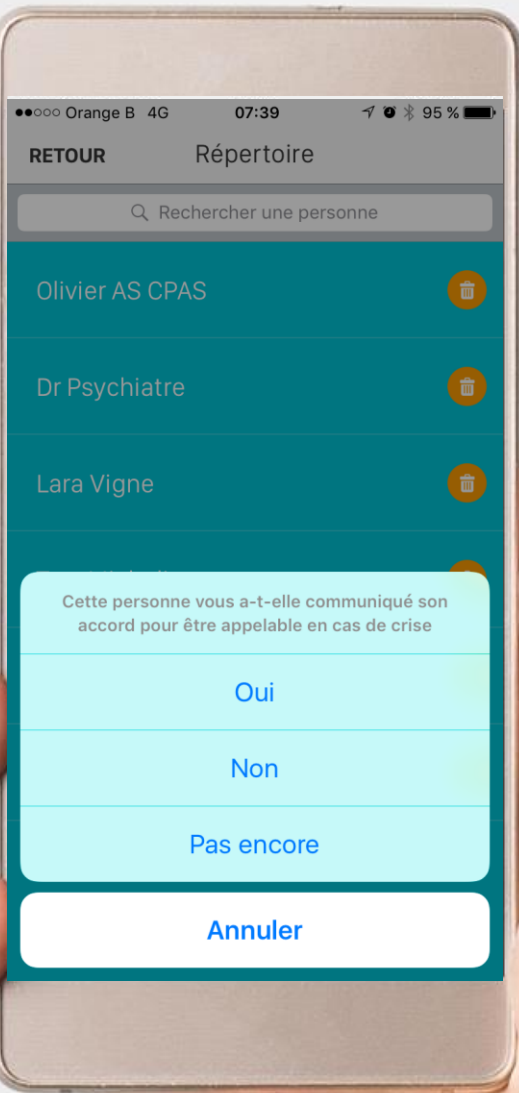 Orange B 4G 07:39 95 %
RETOUR Répertoire
Rechercher une personne
Olivier AS CPAS
Dr Psychiatre
Lara Vigne
Cette personne vous a-t-elle communiqué son
accord pour être appelable en cas de crise
Oui
Non
Pas encore
Annuler